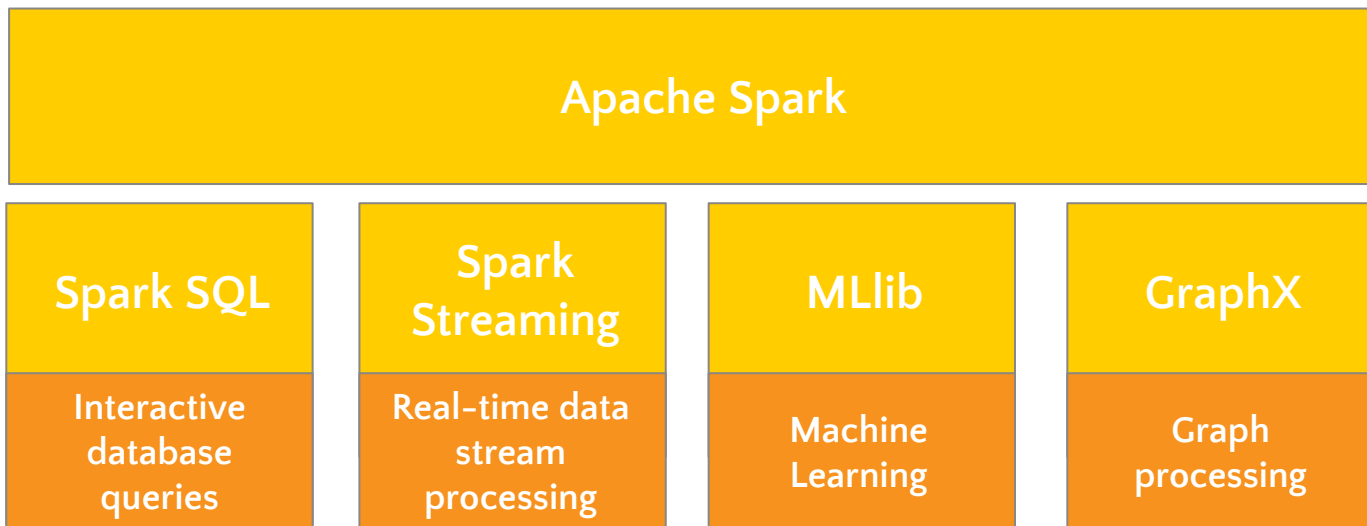 Apache Spark
Spark SQL
Spark
Streaming
MLlib
GraphX
Interactive
database
queries
Real-time data
stream
processing
Machine
Learning
Graph
processing